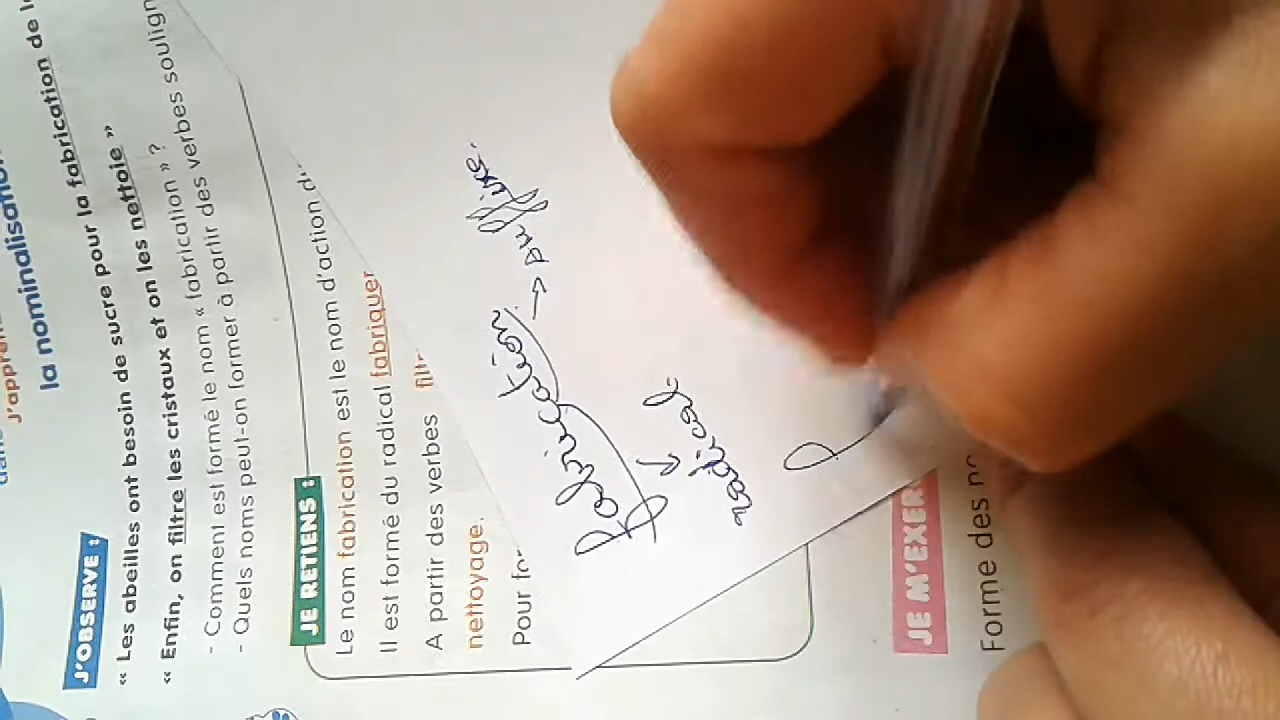 la nominalisation
J'OBSERVE :
« Les abeilles ont besoin de sucre pour la fabrication de
« Enfin, on filtre les cristaux et on les nettoie »
- Comment est formé le nom « fabrication » ?
- Quels noms peut-on former à partir des verbes
JE RETIENS :
Le nom fabrication est le nom d'action
Il est formé du radical fabriquer
A partir des verbes
nettoyage.
Pour
fabrication → suffixe.
radical
JE M'EXER
Forme des